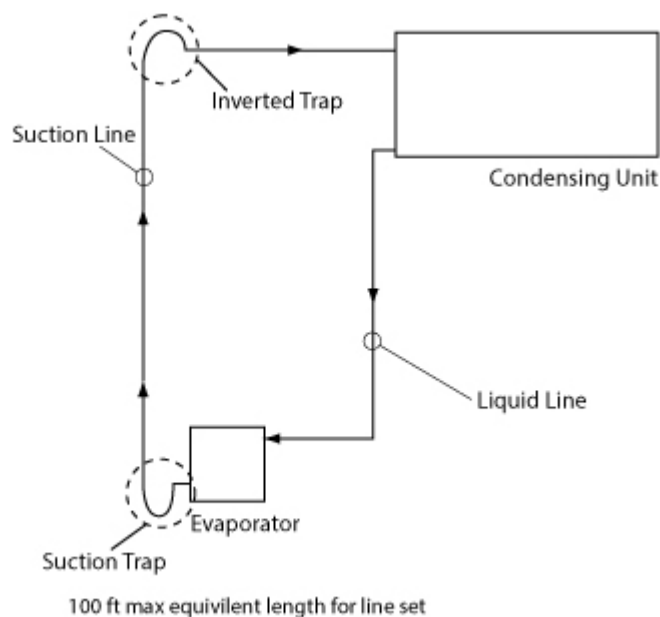 Inverted Trap
Suction Line
Condensing Unit
Liquid Line
Evaporator
Suction Trap
100 ft max equivilent length for line set